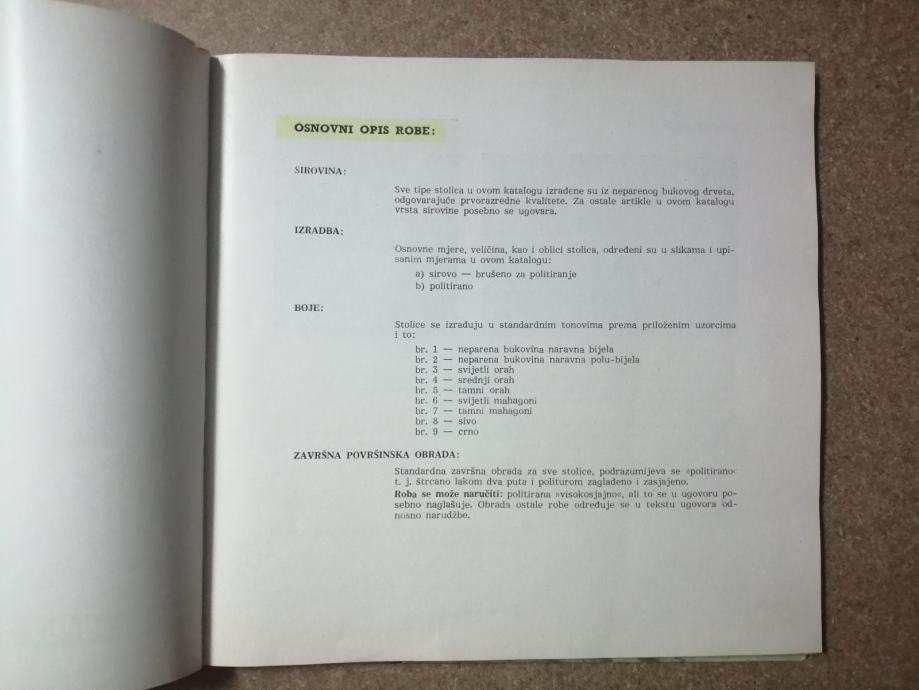 OSNOVNI OPIS ROBE:
SIROVINA:
Sve tipe stolica u ovom katalogu izrađene su iz neparenog bukovog drveta,
odgovarajuće prvorazredne kvalitete. Za ostale artikle u ovom katalogu
vrsta sirovine posebno se ugovara.
IZRADBA:
Osnovne mjere, veličina, kao i oblici stolica, određeni su u slikama i upi-
sanim mjerama u ovom katalogu:
a) sirovo — brušeno za politiranje
b) politirano
BOJE:
Stolice se izrađuju u standardnim tonovima prema priloženim uzorcima
i to:
br. 1 — neparena bukovina naravna bijela
br. 2 — neparena bukovina naravna polu-bijela
br. 3 — svijetli orah
br. 4 — srednji orah
br. 5 — tamni orah
br. 6 — svijetli mahagoni
br. 7 — tamni mahagoni
br. 8 — sivo
br. 9 — crno
ZAVRŠNA POVRŠINSKA OBRADA:
Standardna završna obrada za sve stolice, podrazumijeva se »politirano«
t. j. štrcano lakom dva puta i politurom zaglađeno i zasjajeno.
Roba se može naručiti: politirana »visokosjajno«, ali to se u ugovoru po-
sebno naglašuje. Obrada ostale robe određuje se u tekstu ugovora od-
nosno narudžbe.